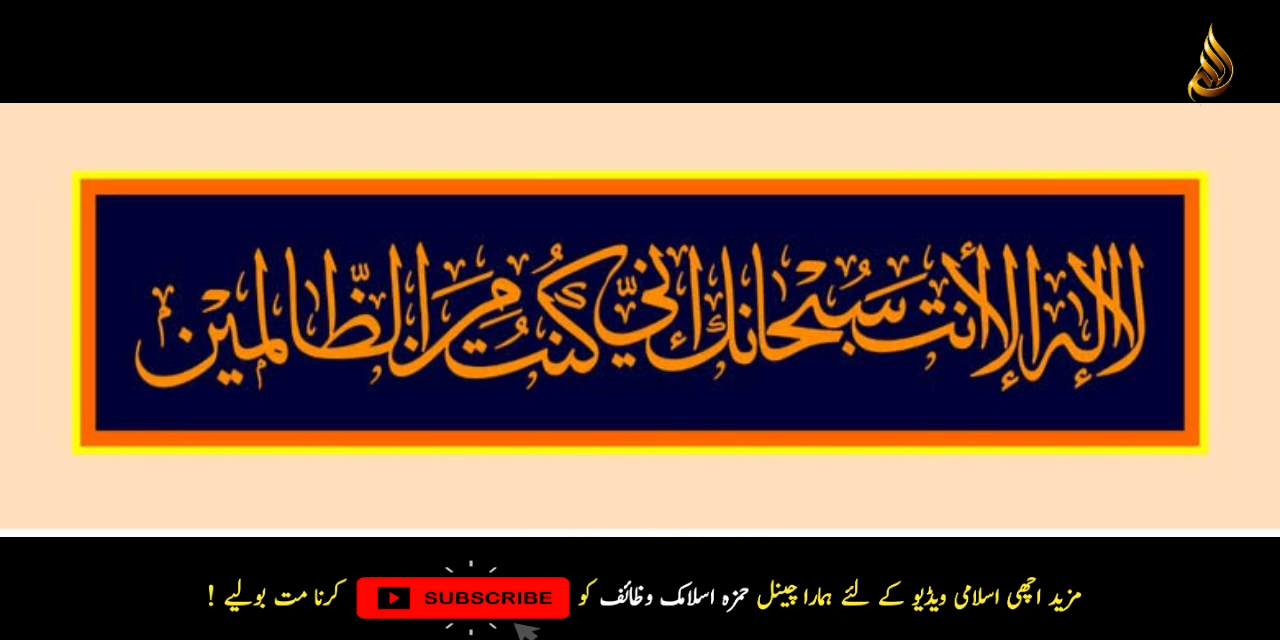 الله
لا إله إلا أنت سبحانك إني كنت من الظالمين
مزید اچھی اسلامی ویڈیو کے لئے ہمارا چینل حمزہ اسلامک وظائف کو SUBSCRIBE کرنا مت بولیے !